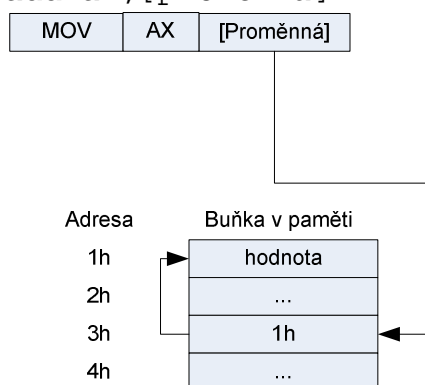 MOV AX [Proměnná]
Adresa Buňka v paměti
1h hodnota
2h ...
3h 1h
4h ...